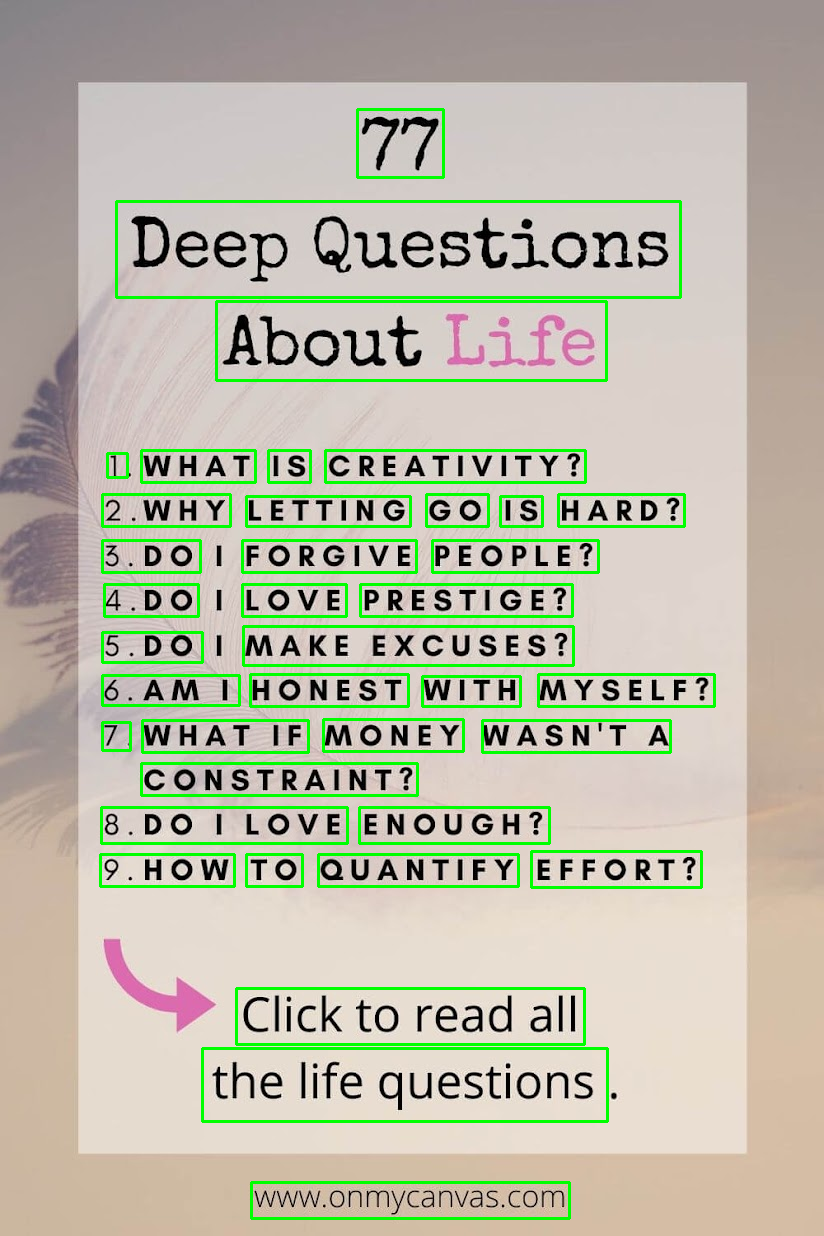 77
Deep Questions
About Life
1. WHAT IS CREATIVITY?
2. WHY LETTING GO IS HARD?
3. DO I FORGIVE PEOPLE?
4. DO I LOVE PRESTIGE?
5. DO I MAKE EXCUSES?
6. AM I HONEST WITH MYSELF?
7. WHAT IF MONEY WASN'T A
CONSTRAINT?
8. DO I LOVE ENOUGH?
9. HOW TO QUANTIFY EFFORT?
Click to read all
the life questions .
www.onmycanvas.com